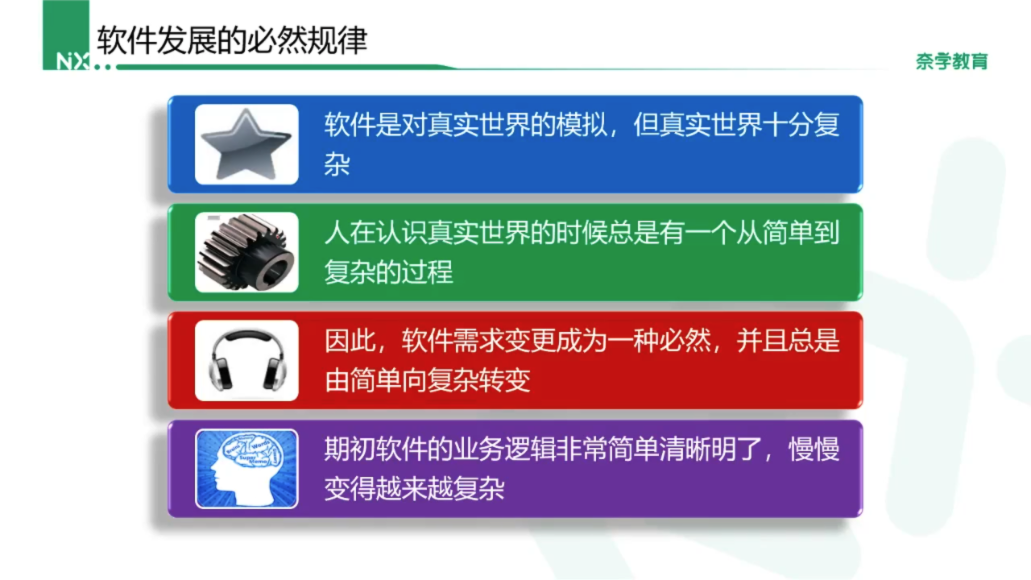 软件发展的必然规律
NX
奈学教育
软件是对真实世界的模拟，但真实世界十分复
杂
人在认识真实世界的时候总是有一个从简单到
复杂的过程
因此，软件需求变更成为一种必然，并且总是
由简单向复杂转变
期初软件的业务逻辑非常简单清晰明了，慢慢
变得越来越复杂